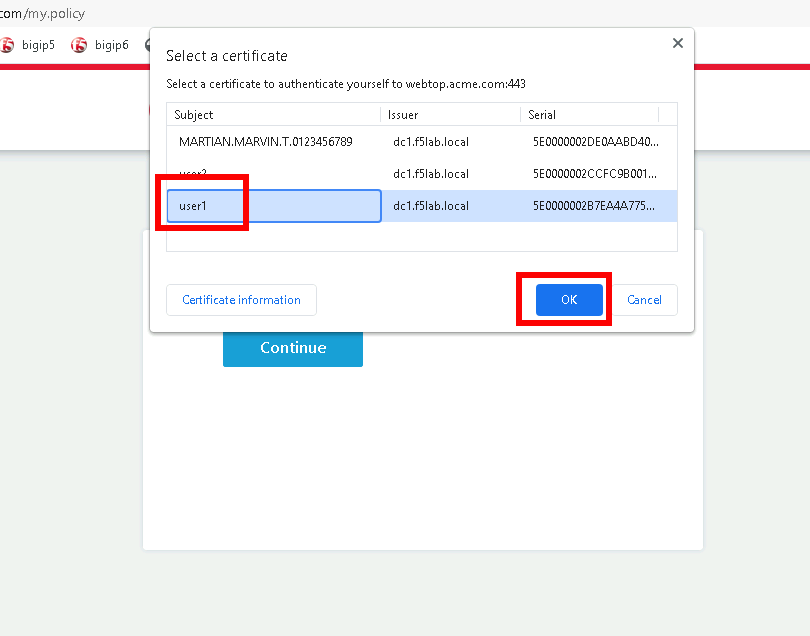 com/my.policy
bigip5 bigip6
Select a certificate
Select a certificate to authenticate yourself to webtop.acme.com:443
Subject Issuer Serial
MARTIAN.MARVIN.T.0123456789 dc1.f5lab.local 5E0000002DE0AABD40...
user2 dc1.f5lab.local 5E0000002CCFC9B001...
user1 dc1.f5lab.local 5E0000002B7EA4A775...
Certificate information OK Cancel
Continue